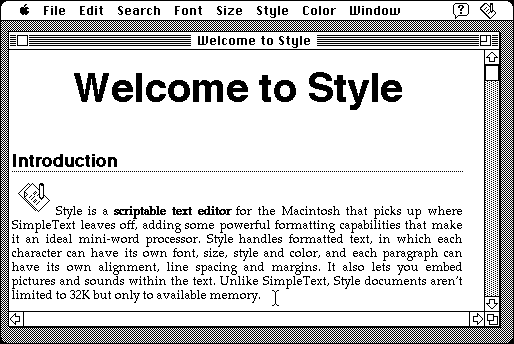 File Edit Search Font Size Style Color Window
Welcome to Style
Welcome to Style
Introduction
Style is a scriptable text editor for the Macintosh that picks up where
SimpleText leaves off, adding some powerful formatting capabilities that make
it an ideal mini-word processor. Style handles formatted text, in which each
character can have its own font, size, style and color, and each paragraph can
have its own alignment, line spacing and margins. It also lets you embed
pictures and sounds within the text. Unlike SimpleText, Style documents aren't
limited to 32K but only to available memory.